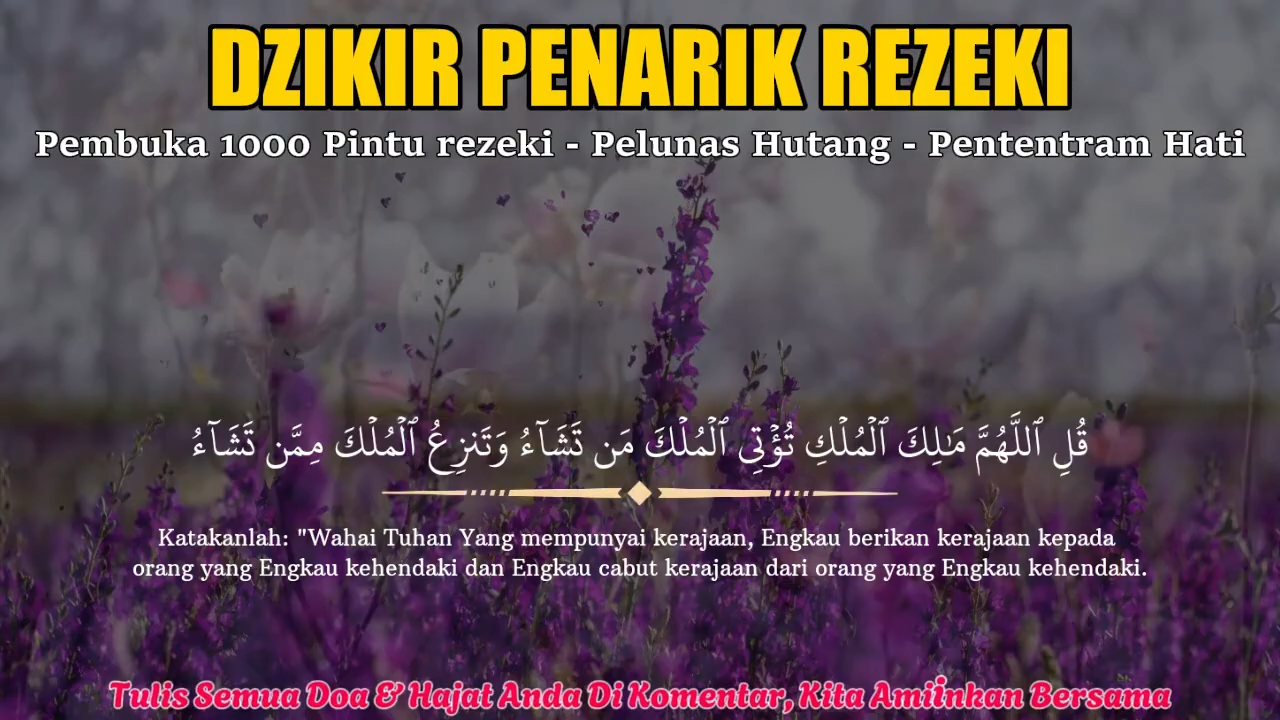 DZIKIR PENARIK REZEKI
Pembuka 1000 Pintu rezeki - Pelunas Hutang - Pententram Hati
قُلِ ٱللَّهُمَّ مَـٰلِكَ ٱلْمُلْكِ تُؤْتِى ٱلْمُلْكَ مَن تَشَآءُ وَتَنزِعُ ٱلْمُلْكَ مِمَّن تَشَآءُ
Katakanlah: "Wahai Tuhan Yang mempunyai kerajaan, Engkau berikan kerajaan kepada
orang yang Engkau kehendaki dan Engkau cabut kerajaan dari orang yang Engkau kehendaki.
Tulis Semua Doa & Hajat Anda Di Komentar, Kita Amiinkan Bersama